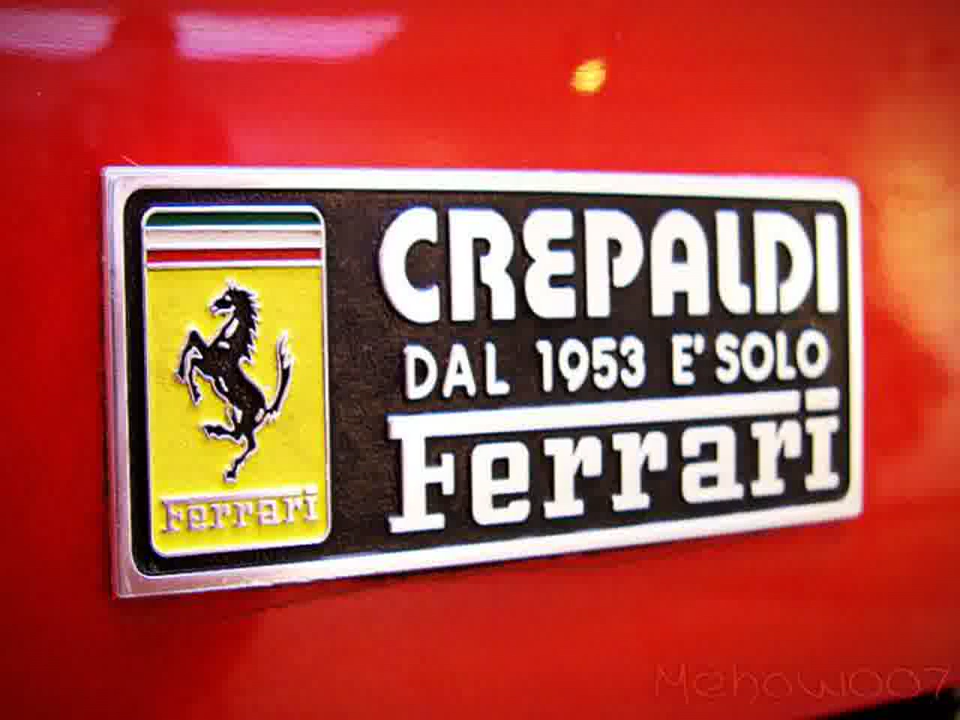 CREPALDI
DAL 1953 E' SOLO
Ferrari
Ferrari
Mehow007